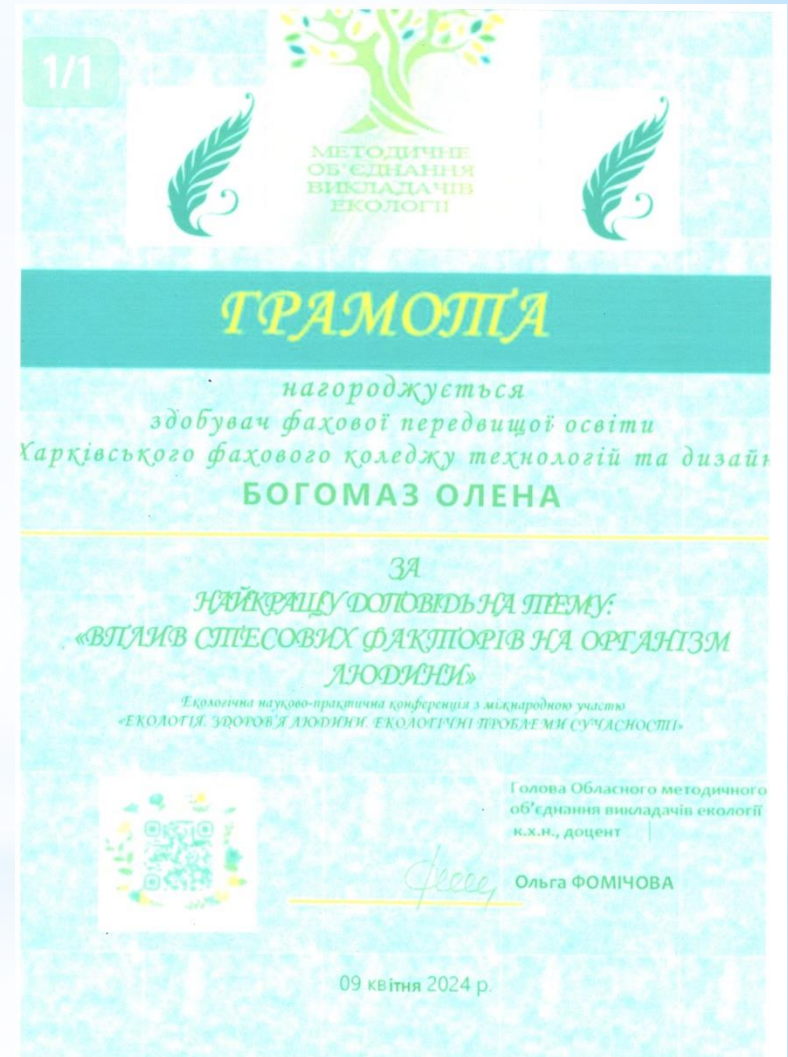 1/1
МЕТОДИЧНЕ
ОБ'ЄДНАННЯ
ВИКЛАДАЧІВ
ЕКОЛОГІЇ
ГРАМОТА
нагороджується
здобувач фахової передвищої освіти
Харківського фахового коледжу технологій та дизайн
БОГОМАЗ ОЛЕНА
ЗА
НАЙКРАЩУ ДОПОВІДЬ НА ТЕМУ:
«ВПЛИВ СТЕСОВИХ ФАКТОРІВ НА ОРГАНІЗМ
ЛЮДИНИ»
Екологічна науково-практична конференція з міжнародною участю
«ЕКОЛОГІЯ. ЗДОРОВ'Я ЛЮДИНИ. ЕКОЛОГІЧНІ ПРОБЛЕМИ СУЧАСНОСТІ»
Голова Обласного методичного
об'єднання викладачів екології
к.х.н., доцент
Ольга ФОМІЧОВА
09 квітня 2024 р.